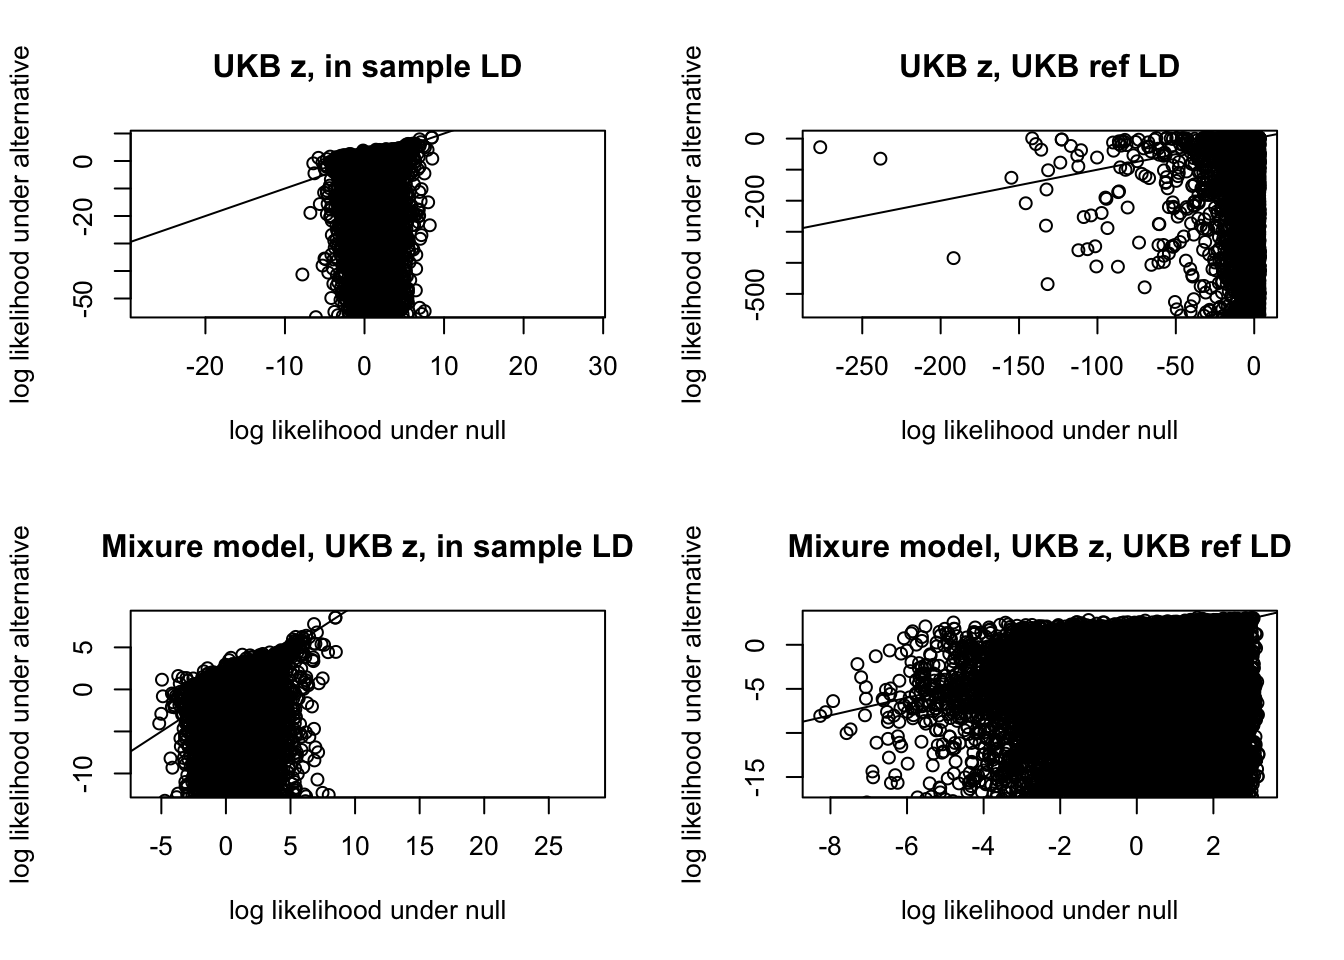 UKB z, in sample LD
log likelihood under alternative
0
-20
-50
-20 -10 0 10 20 30
log likelihood under null
UKB z, UKB ref LD
log likelihood under alternative
0
-200
-500
-250 -200 -150 -100 -50 0
log likelihood under null
Mixure model, UKB z, in sample LD
log likelihood under alternative
5
0
-10
-5 0 5 10 15 20 25
log likelihood under null
Mixure model, UKB z, UKB ref LD
log likelihood under alternative
0
-5
-15
-8 -6 -4 -2 0 2
log likelihood under null